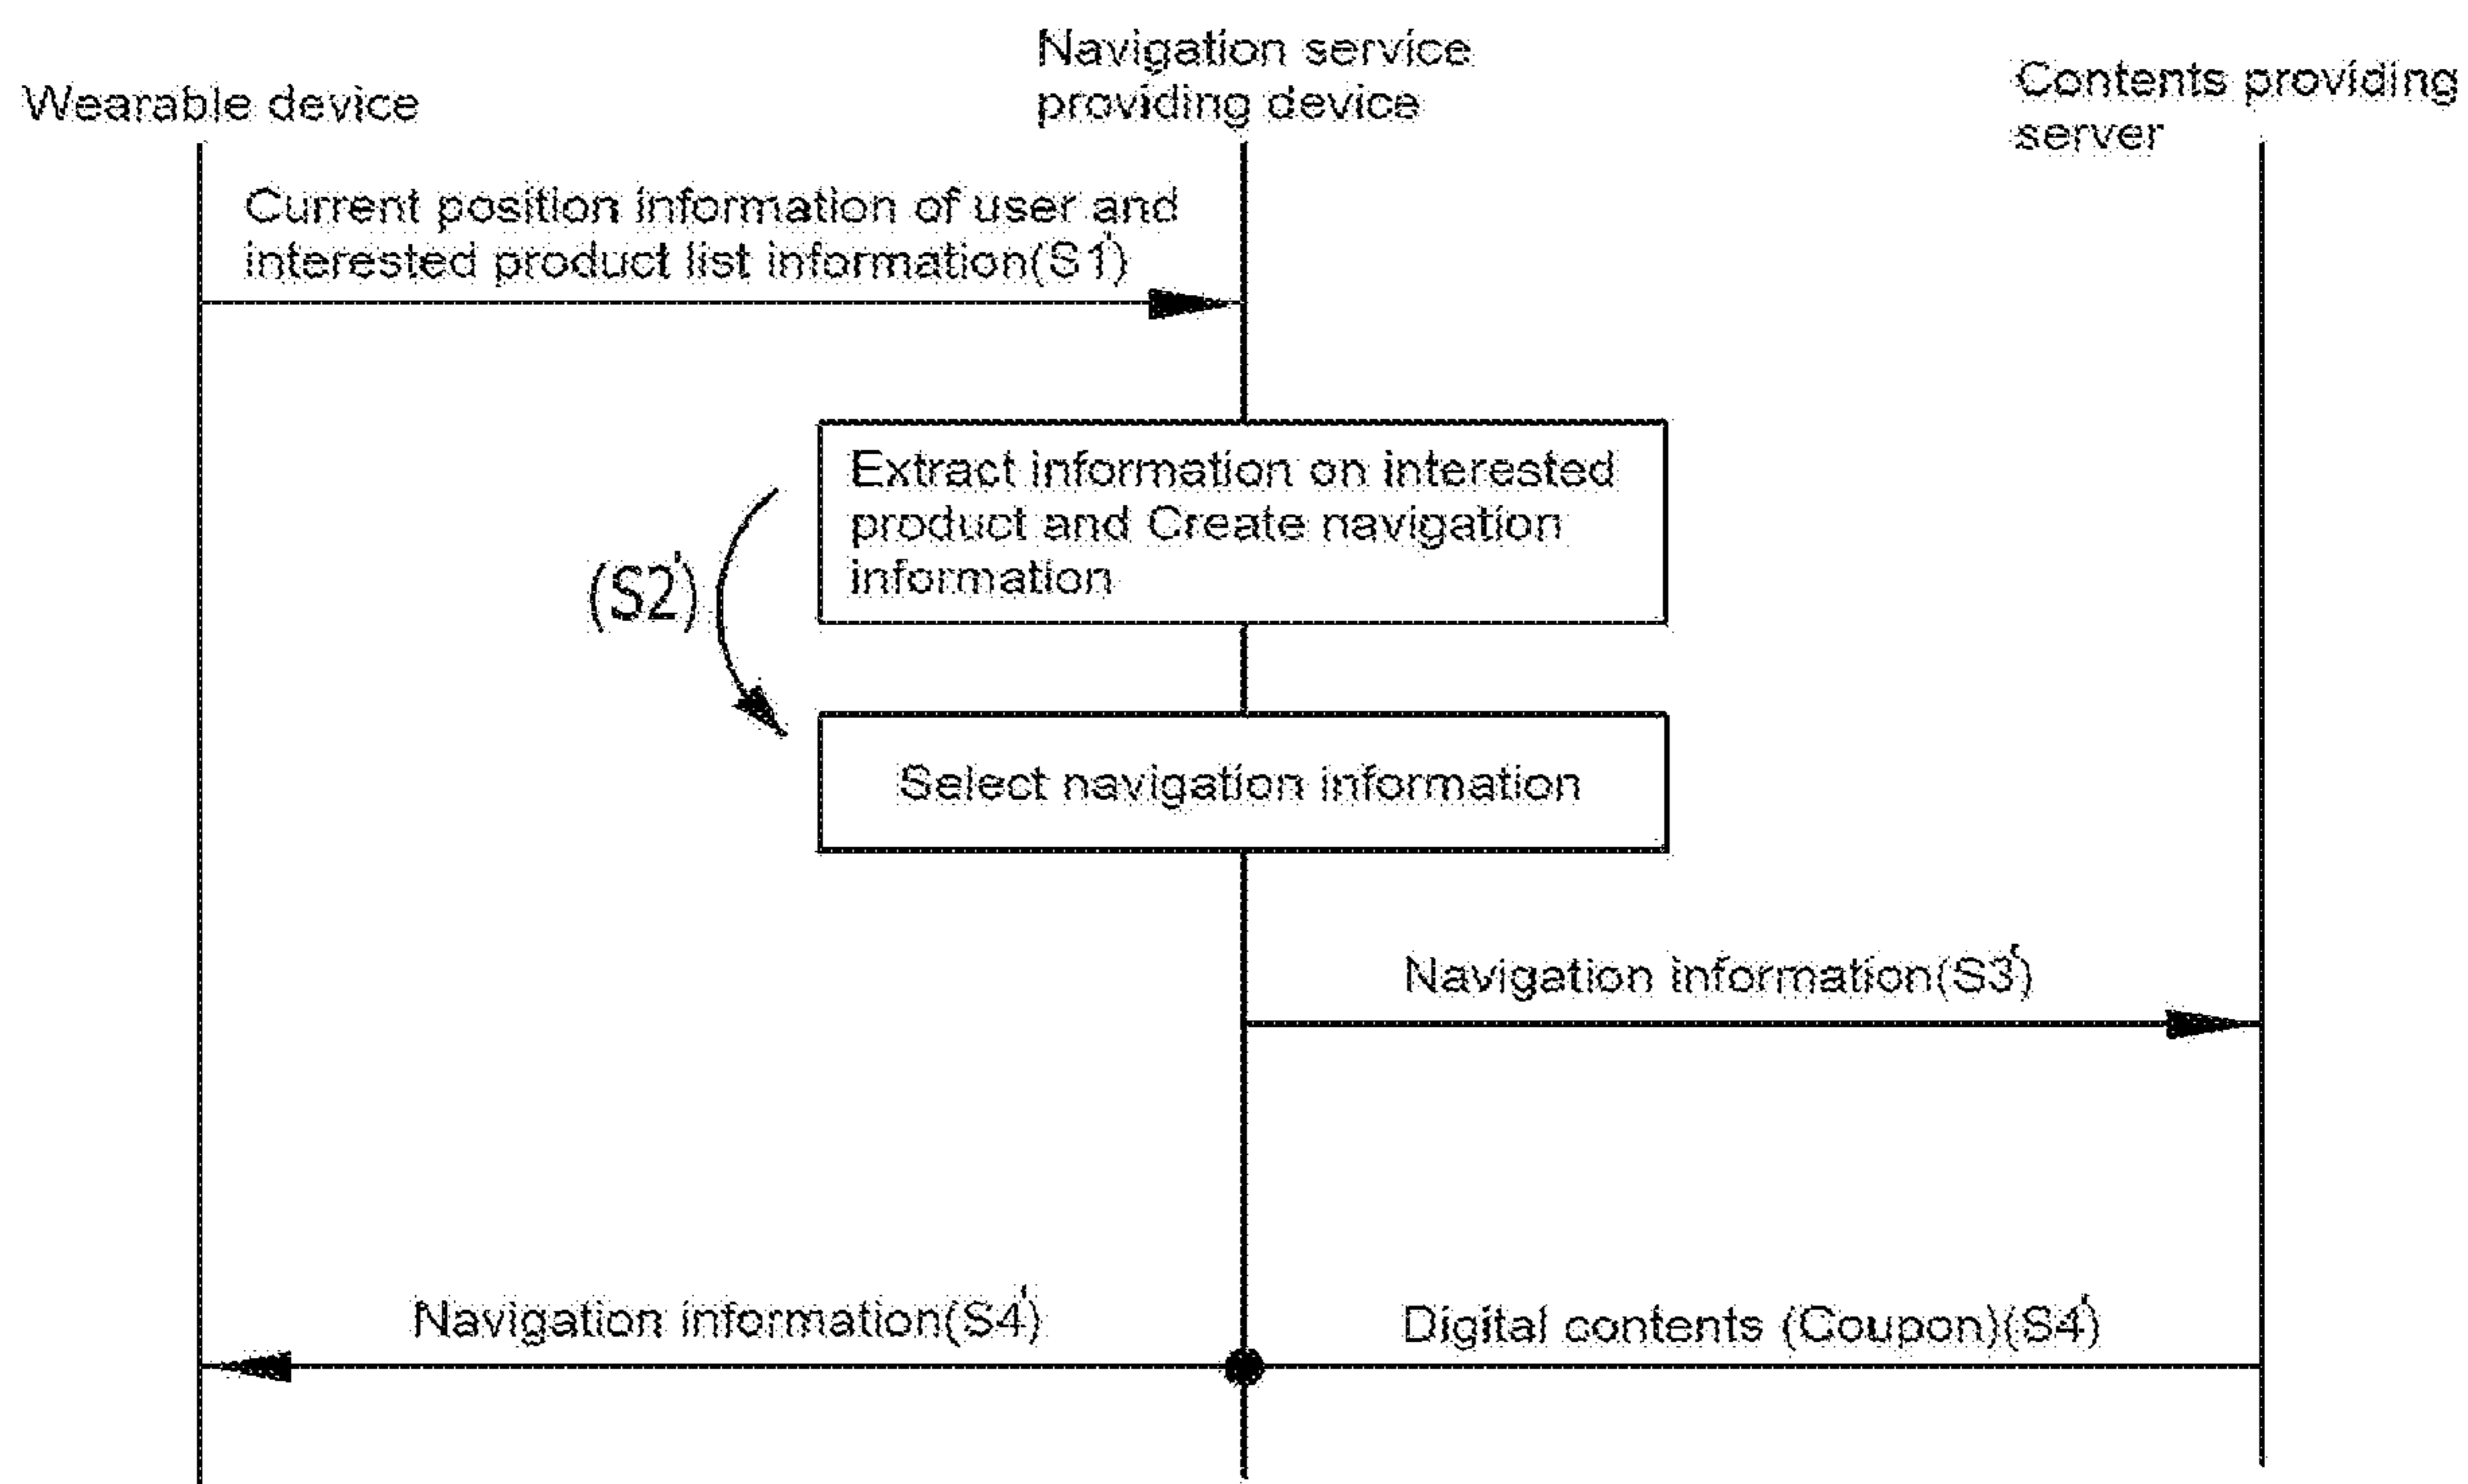 Navigation service
providing device
Wearable device
Contents providing
server
Current position information of user and
interested product list information(S1')
Extract information on interested
product and Create navigation
information
(S2')
Select navigation information
Navigation information(S3')
Navigation information(S4')
Digital contents (Coupon)(S4')